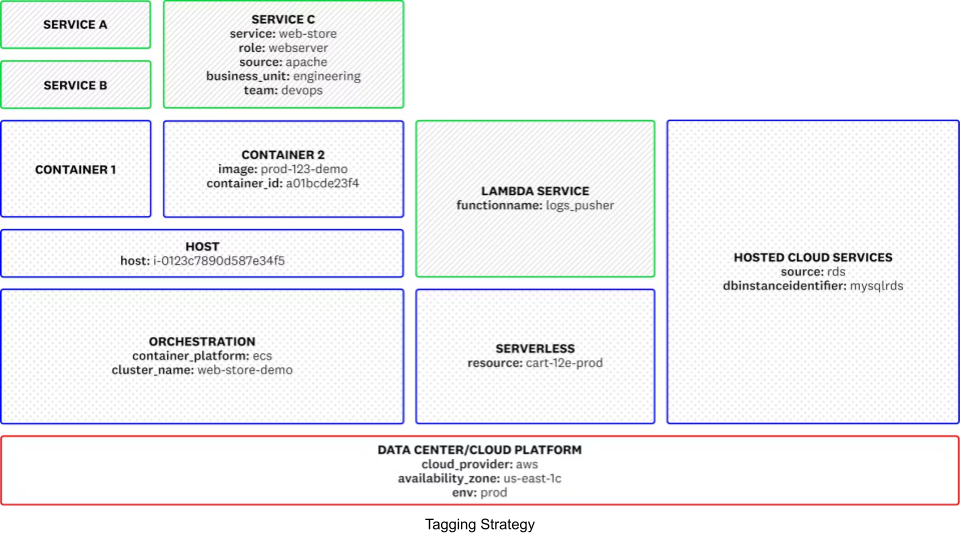 SERVICE A
SERVICE B
SERVICE C
service: web-store
role: webserver
source: apache
business_unit: engineering
team: devops
CONTAINER 1
CONTAINER 2
image: prod-123-demo
container_id: a01bcde23f4
HOST
host: i-0123c7890d587e34f5
ORCHESTRATION
container_platform: ecs
cluster_name: web-store-demo
LAMBDA SERVICE
functionname: logs_pusher
SERVERLESS
resource: cart-12e-prod
HOSTED CLOUD SERVICES
source: rds
dbinstanceidentifier: mysqlrds
DATA CENTER/CLOUD PLATFORM
cloud_provider: aws
availability_zone: us-east-1c
env: prod
Tagging Strategy